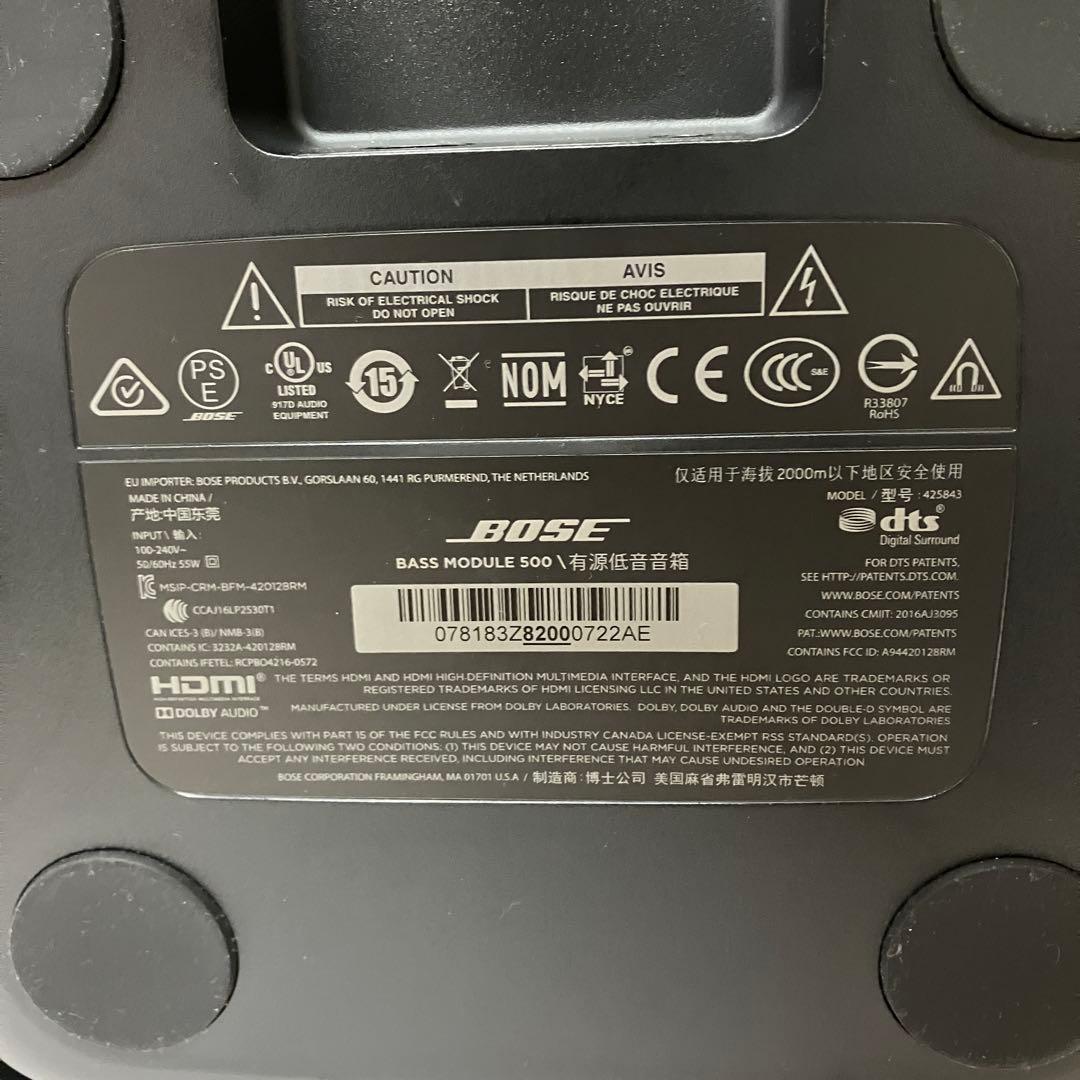 CAUTION
RISK OF ELECTRICAL SHOCK
DO NOT OPEN
AVIS
RISQUE DE CHOC ELECTRIQUE
NE PAS OUVRIR
PS
E
BOSE
C UL US
LISTED
917D AUDIO
EQUIPMENT
15
NOM
NYCE
CE
CCC S&E
R33807
RoHS
EU IMPORTER: BOSE PRODUCTS B.V., GORSLAAN 60, 1441 RG PURMEREND, THE NETHERLANDS
仅适用于海拔 2000m以下地区安全使用
MADE IN CHINA /
产地:中国东莞
MODEL / 型号 : 425843
INPUT \ 输入 :
100-240V~
50/60Hz 55W
BOSE
BASS MODULE 500 \ 有源低音音箱
dts®
Digital Surround
FOR DTS PATENTS,
SEE HTTP://PATENTS.DTS.COM.
WWW.BOSE.COM/PATENTS
CONTAINS CMIIT: 2016AJ3095
PAT.:WWW.BOSE.COM/PATENTS
CONTAINS FCC ID: A94420128RM
MSIP-CRM-BFM-420128RM
CCAJ16LP2530T1
CAN ICES-3 (B)/ NMB-3(B)
CONTAINS IC: 3232A-420128RM
CONTAINS IFETEL: RCPBO4216-0572
078183Z82000722AE
HDMI®
HIGH-DEFINITION MULTIMEDIA INTERFACE
THE TERMS HDMI AND HDMI HIGH-DEFINITION MULTIMEDIA INTERFACE, AND THE HDMI LOGO ARE TRADEMARKS OR
REGISTERED TRADEMARKS OF HDMI LICENSING LLC IN THE UNITED STATES AND OTHER COUNTRIES.
DOLBY AUDIO™
MANUFACTURED UNDER LICENSE FROM DOLBY LABORATORIES. DOLBY, DOLBY AUDIO AND THE DOUBLE-D SYMBOL ARE
TRADEMARKS OF DOLBY LABORATORIES
THIS DEVICE COMPLIES WITH PART 15 OF THE FCC RULES AND WITH INDUSTRY CANADA LICENSE-EXEMPT RSS STANDARD(S). OPERATION
IS SUBJECT TO THE FOLLOWING TWO CONDITIONS: (1) THIS DEVICE MAY NOT CAUSE HARMFUL INTERFERENCE, AND (2) THIS DEVICE MUST
ACCEPT ANY INTERFERENCE RECEIVED, INCLUDING INTERFERENCE THAT MAY CAUSE UNDESIRED OPERATION
BOSE CORPORATION FRAMINGHAM, MA 01701 U.S.A / 制造商 : 博士公司 美国麻省弗雷明汉市芒顿